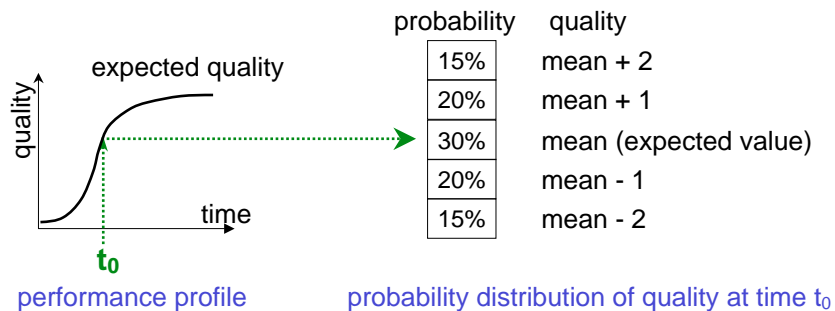 probability quality
15% mean + 2
expected quality
20% mean + 1
quality
30% mean (expected value)
20% mean - 1
time
15% mean - 2
t₀
performance profile
probability distribution of quality at time t₀